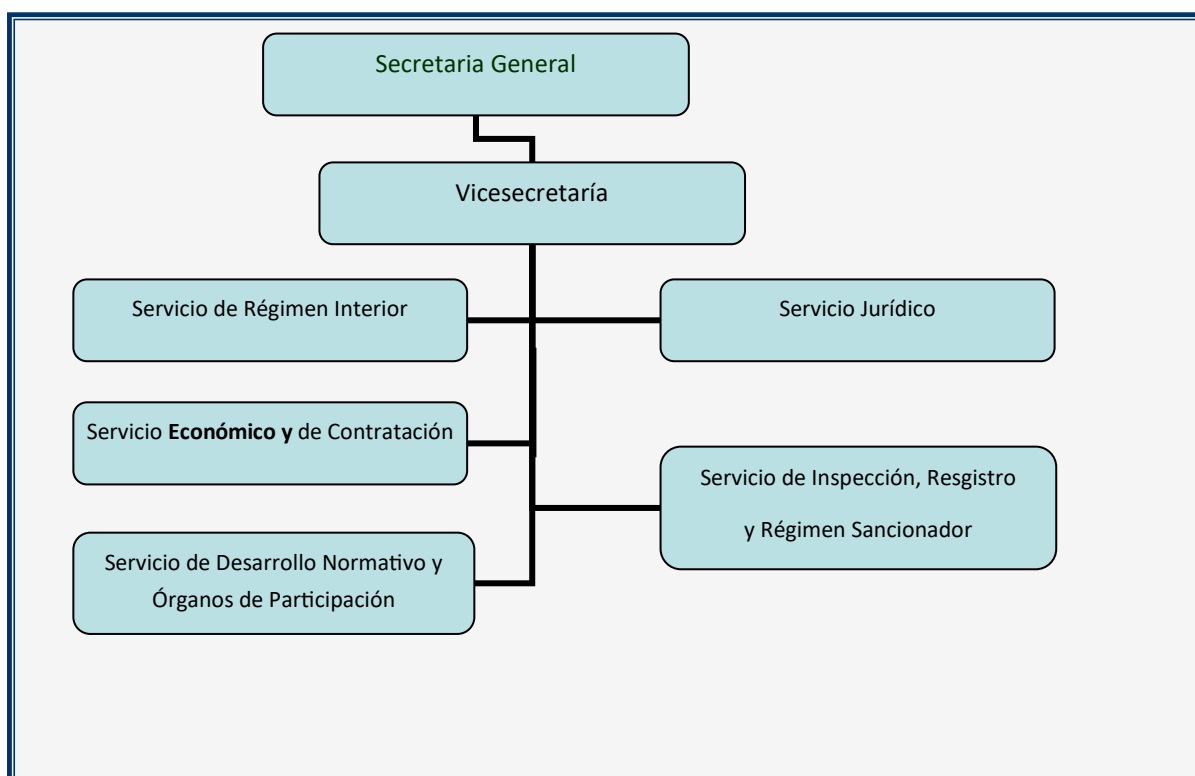 Secretaria General
Vicesecretaría
Servicio de Régimen Interior
Servicio Jurídico
Servicio Económico y de Contratación
Servicio de Inspección, Resgistro
y Régimen Sancionador
Servicio de Desarrollo Normativo y
Órganos de Participación